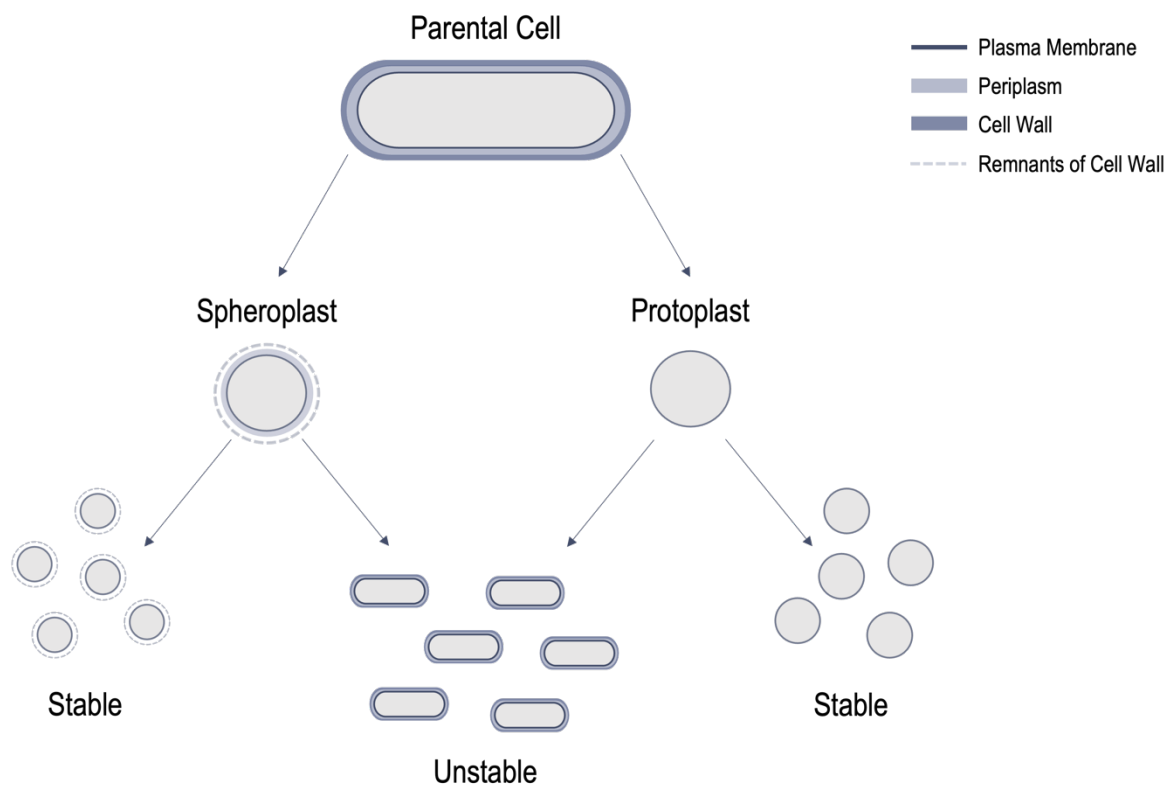 Parental Cell
Plasma Membrane
Periplasm
Cell Wall
Remnants of Cell Wall
Spheroplast
Protoplast
Stable
Stable
Unstable